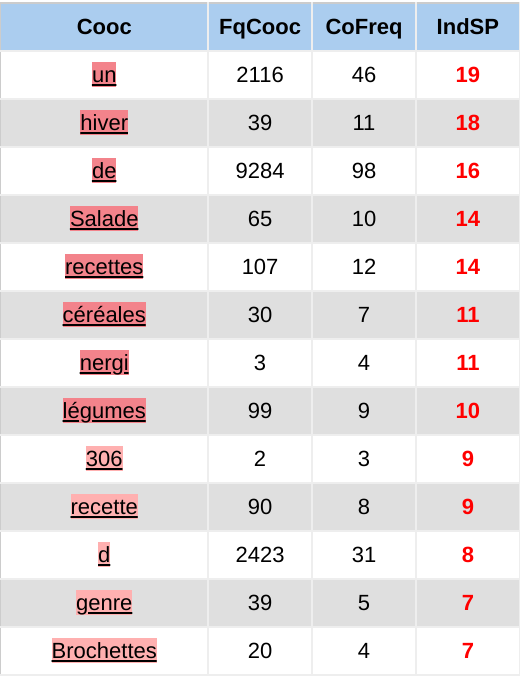 Cooc FqCooc CoFreq IndSP
un 2116 46 19
hiver 39 11 18
de 9284 98 16
Salade 65 10 14
recettes 107 12 14
céréales 30 7 11
nergi 3 4 11
légumes 99 9 10
306 2 3 9
recette 90 8 9
d 2423 31 8
genre 39 5 7
Brochettes 20 4 7